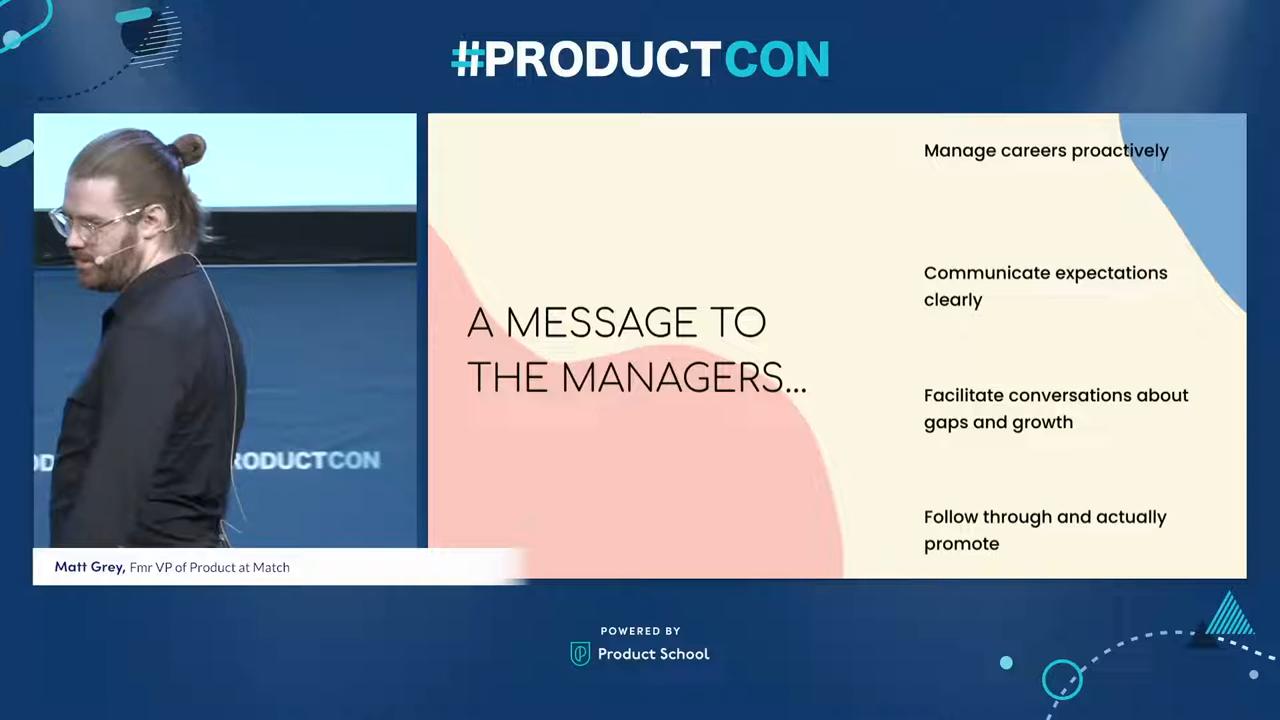 #PRODUCTCON
Manage careers proactively
Communicate expectations
clearly
A MESSAGE TO
THE MANAGERS...
Facilitate conversations about
gaps and growth
Follow through and actually
promote
OD
RODUCTCON
Matt Grey, Fmr VP of Product at Match
POWERED BY
Product School